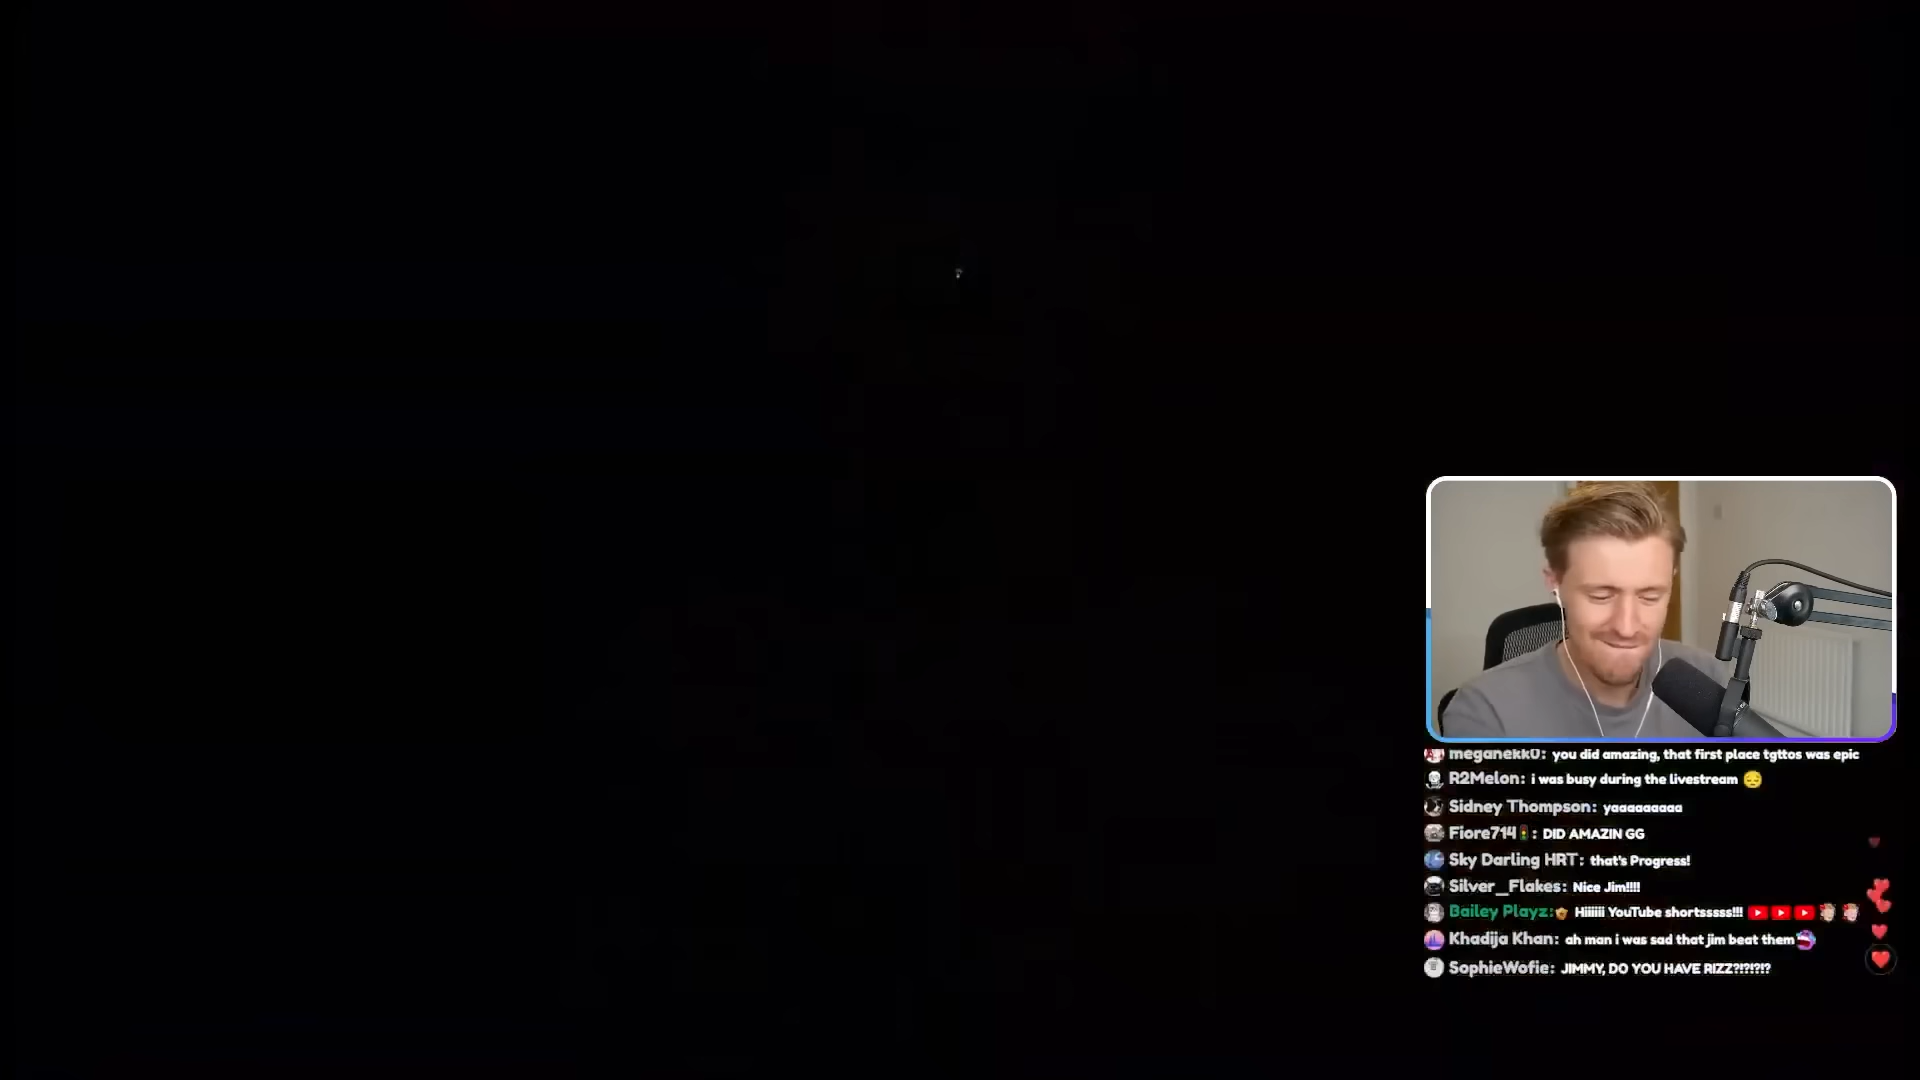 meganekk0: you did amazing, that first place tgttos was epic
R2Melon: i was busy during the livestream 😔
Sidney Thompson: yaaaaaaaaa
Fiore714🚦: DID AMAZIN GG
Sky Darling HRT: that's Progress!
Silver_Flakes: Nice Jim!!!!
Bailey Playz: Hiiiiii YouTube shortsssss!!!
Khadija Khan: ah man i was sad that jim beat them
SophieWofie: JIMMY, DO YOU HAVE RIZZ?!?!?!?